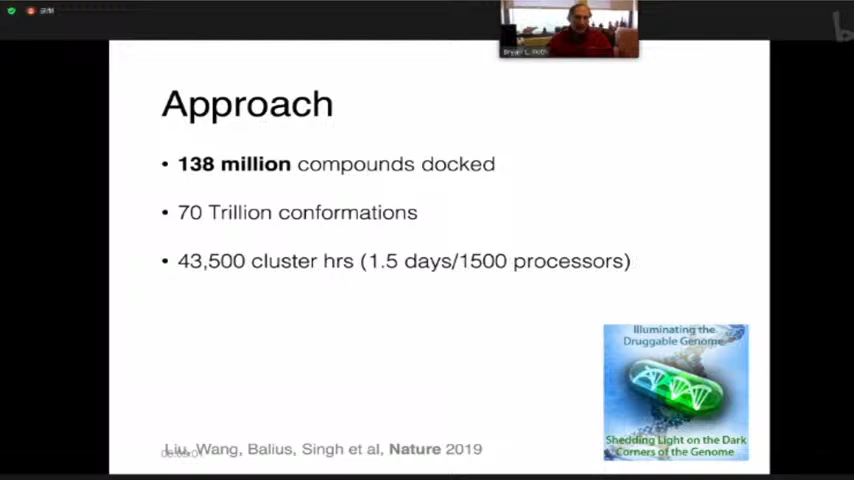 Approach
• 138 million compounds docked
• 70 Trillion conformations
• 43,500 cluster hrs (1.5 days/1500 processors)
Illuminating the
Druggable Genome
Shedding Light on the Dark
Corners of the Genome
Liu, Wang, Balius, Singh et al, Nature 2019